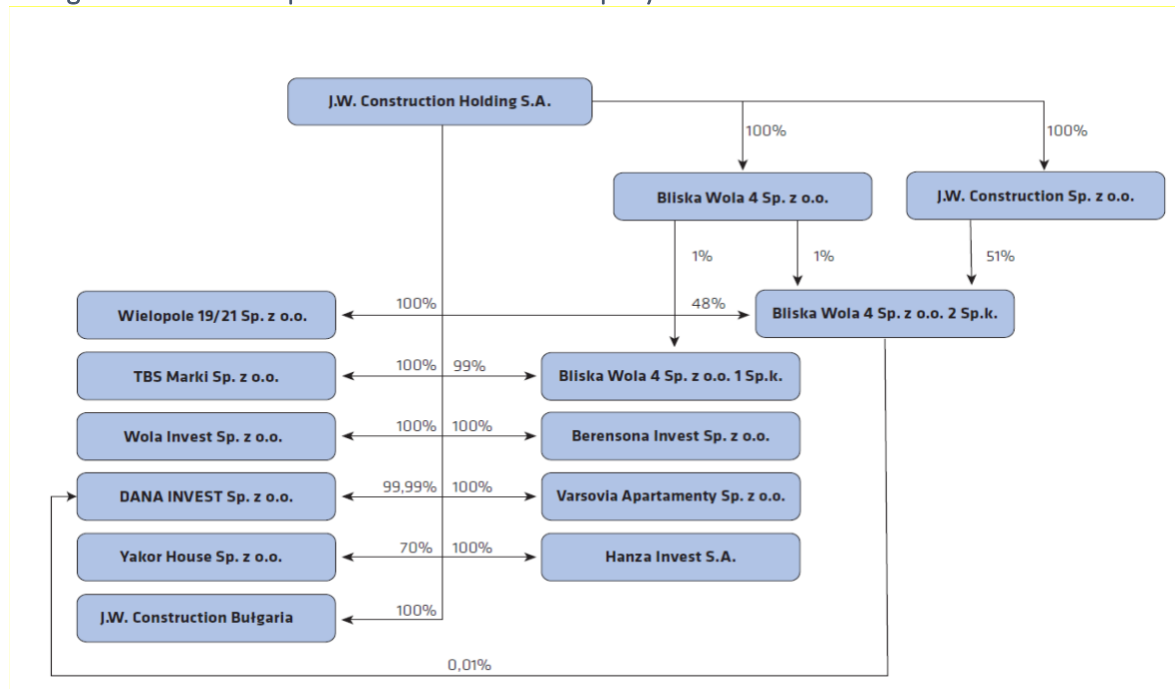 J.W. Construction Holding S.A.
100%
100%
Bliska Wola 4 Sp. z o.o.
J.W. Construction Sp. z o.o.
1%
1%
51%
Wielopole 19/21 Sp. z o.o.
100%
48%
Bliska Wola 4 Sp. z o.o. 2 Sp.k.
TBS Marki Sp. z o.o.
100%
99%
Bliska Wola 4 Sp. z o.o. 1 Sp.k.
Wola Invest Sp. z o.o.
100%
100%
Berensona Invest Sp. z o.o.
DANA INVEST Sp. z o.o.
99,99%
100%
Varsovia Apartamenty Sp. z o.o.
Yakor House Sp. z o.o.
70%
100%
Hanza Invest S.A.
J.W. Construction Bułgaria
100%
0,01%